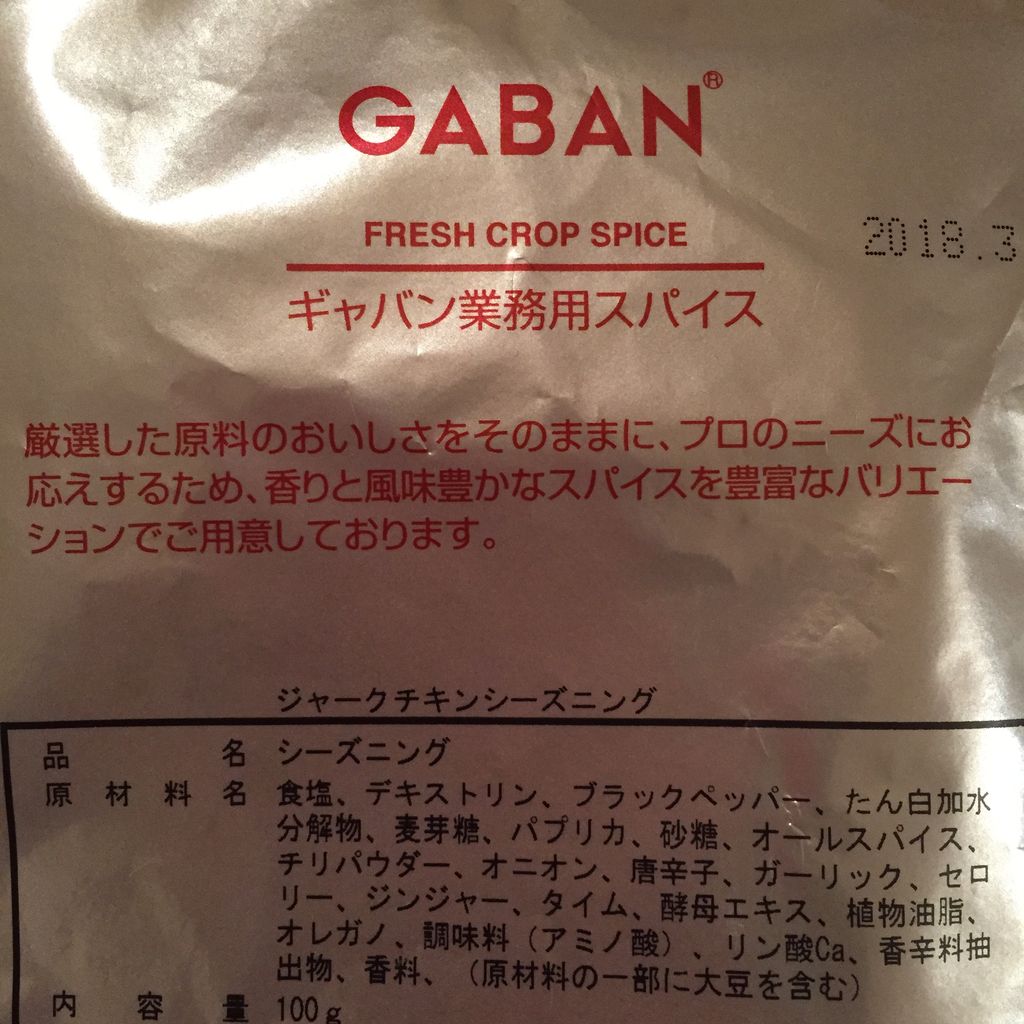 GABAN®
FRESH CROP SPICE
2018.3
ギャバン業務用スパイス
厳選した原料のおいしさをそのままに、プロのニーズにお
応えするため、香りと風味豊かなスパイスを豊富なバリエー
ションでご用意しております。
ジャークチキンシーズニング
品名 シーズニング
原材料名 食塩、デキストリン、ブラックペッパー、たん白加水
分解物、麦芽糖、パプリカ、砂糖、オールスパイス、
チリパウダー、オニオン、唐辛子、ガーリック、セロ
リー、ジンジャー、タイム、酵母エキス、植物油脂、
オレガノ、調味料（アミノ酸）、リン酸Ca、香辛料抽
出物、香料、（原材料の一部に大豆を含む）
内容量 100g